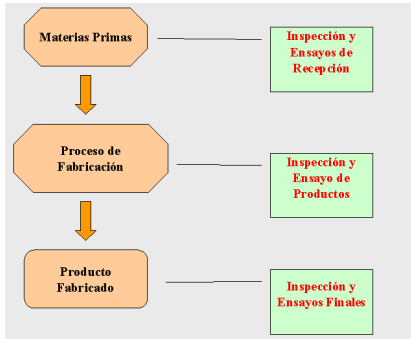 Materias Primas
Inspección y
Ensayos de
Recepción
Proceso de
Fabricación
Inspección y
Ensayo de
Productos
Producto
Fabricado
Inspección y
Ensayos Finales